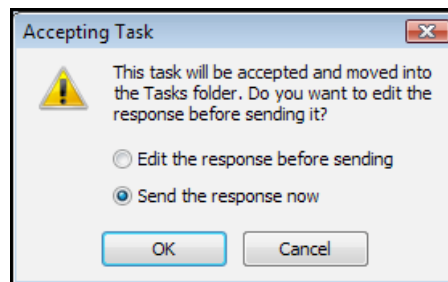 Accepting Task
This task will be accepted and moved into
the Tasks folder. Do you want to edit the
response before sending it?
Edit the response before sending
Send the response now
OK
Cancel